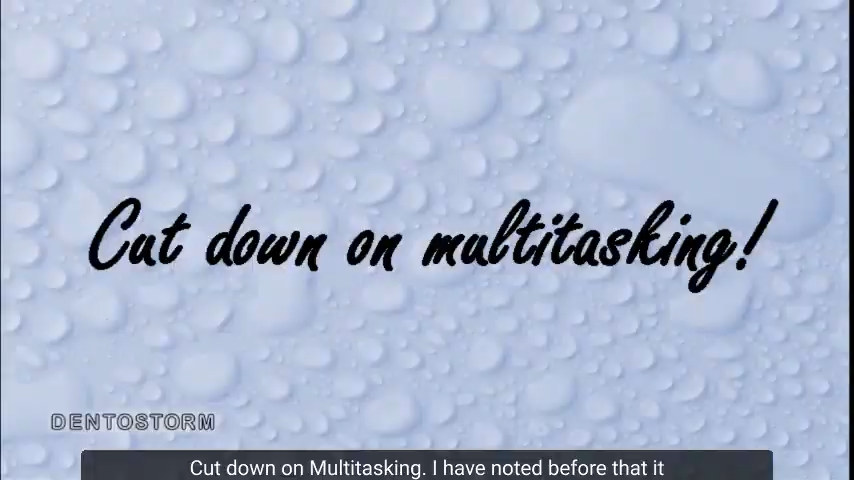 Cut down on multitasking!
DENTOSTORM
Cut down on Multitasking. I have noted before that it